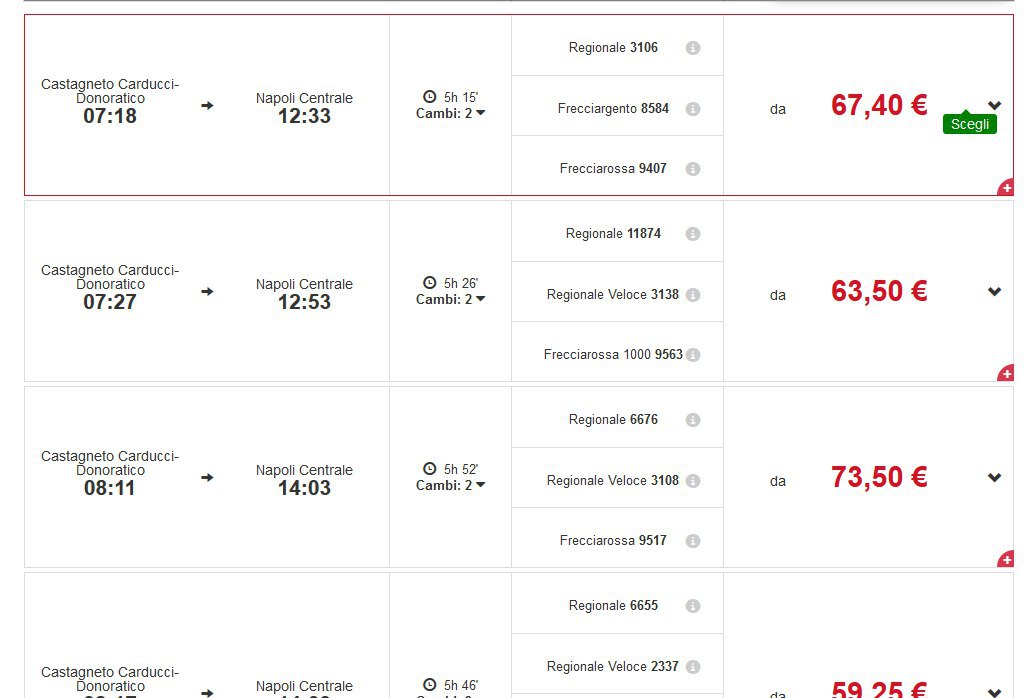 Castagneto Carducci-
Donoratico
07:18
Napoli Centrale
12:33
5h 15'
Cambi: 2
Regionale 3106
Frecciargento 8584
Frecciarossa 9407
da
67,40 €
Scegli
Castagneto Carducci-
Donoratico
07:27
Napoli Centrale
12:53
5h 26'
Cambi: 2
Regionale 11874
Regionale Veloce 3138
Frecciarossa 1000 9563
da
63,50 €
Castagneto Carducci-
Donoratico
08:11
Napoli Centrale
14:03
5h 52'
Cambi: 2
Regionale 6676
Regionale Veloce 3108
Frecciarossa 9517
da
73,50 €
Castagneto Carducci-
Donoratico
Napoli Centrale
5h 46'
Regionale 6655
Regionale Veloce 2337
da
59,25 €